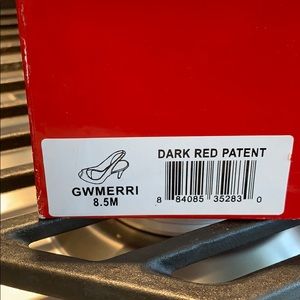 DARK RED PATENT
GWMERRI
8.5M
8 84085 35283 0